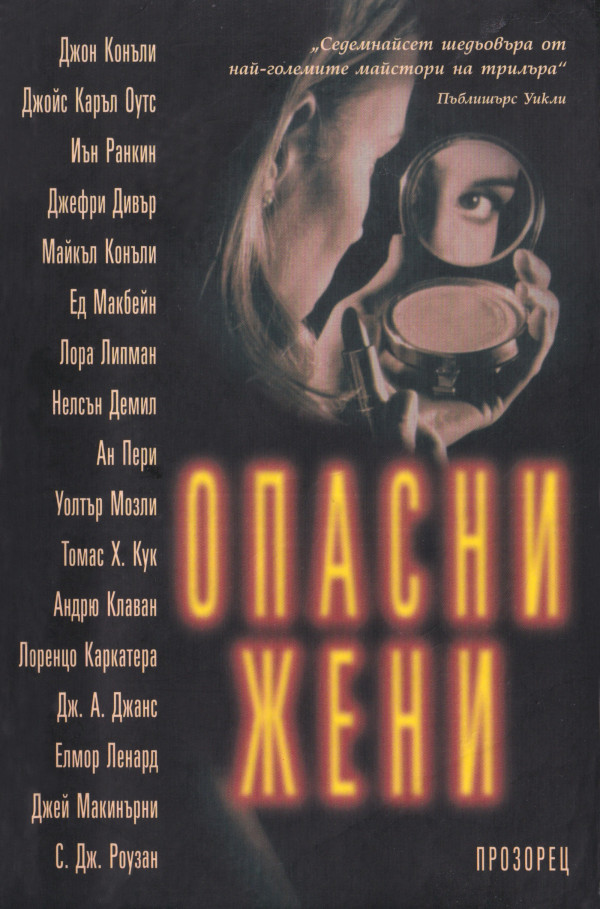 Джон Конъли
Джойс Каръл Оутс
Иън Ранкин
Джефри Дивър
Майкъл Конъли
Ед Макбейн
Лора Липман
Нелсън Демил
Ан Пери
Уолтър Мозли
Томас Х. Кук
Андрю Клаван
Лоренцо Каркатера
Дж. А. Джанс
Елмор Ленард
Джей Макинърни
С. Дж. Роузан
„Седемнайсет шедьовъра от
най-големите майстори на трилъра“
Пъблишърс Уикли
ОПАСНИ
ЖЕНИ
ПРОЗОРЕЦ